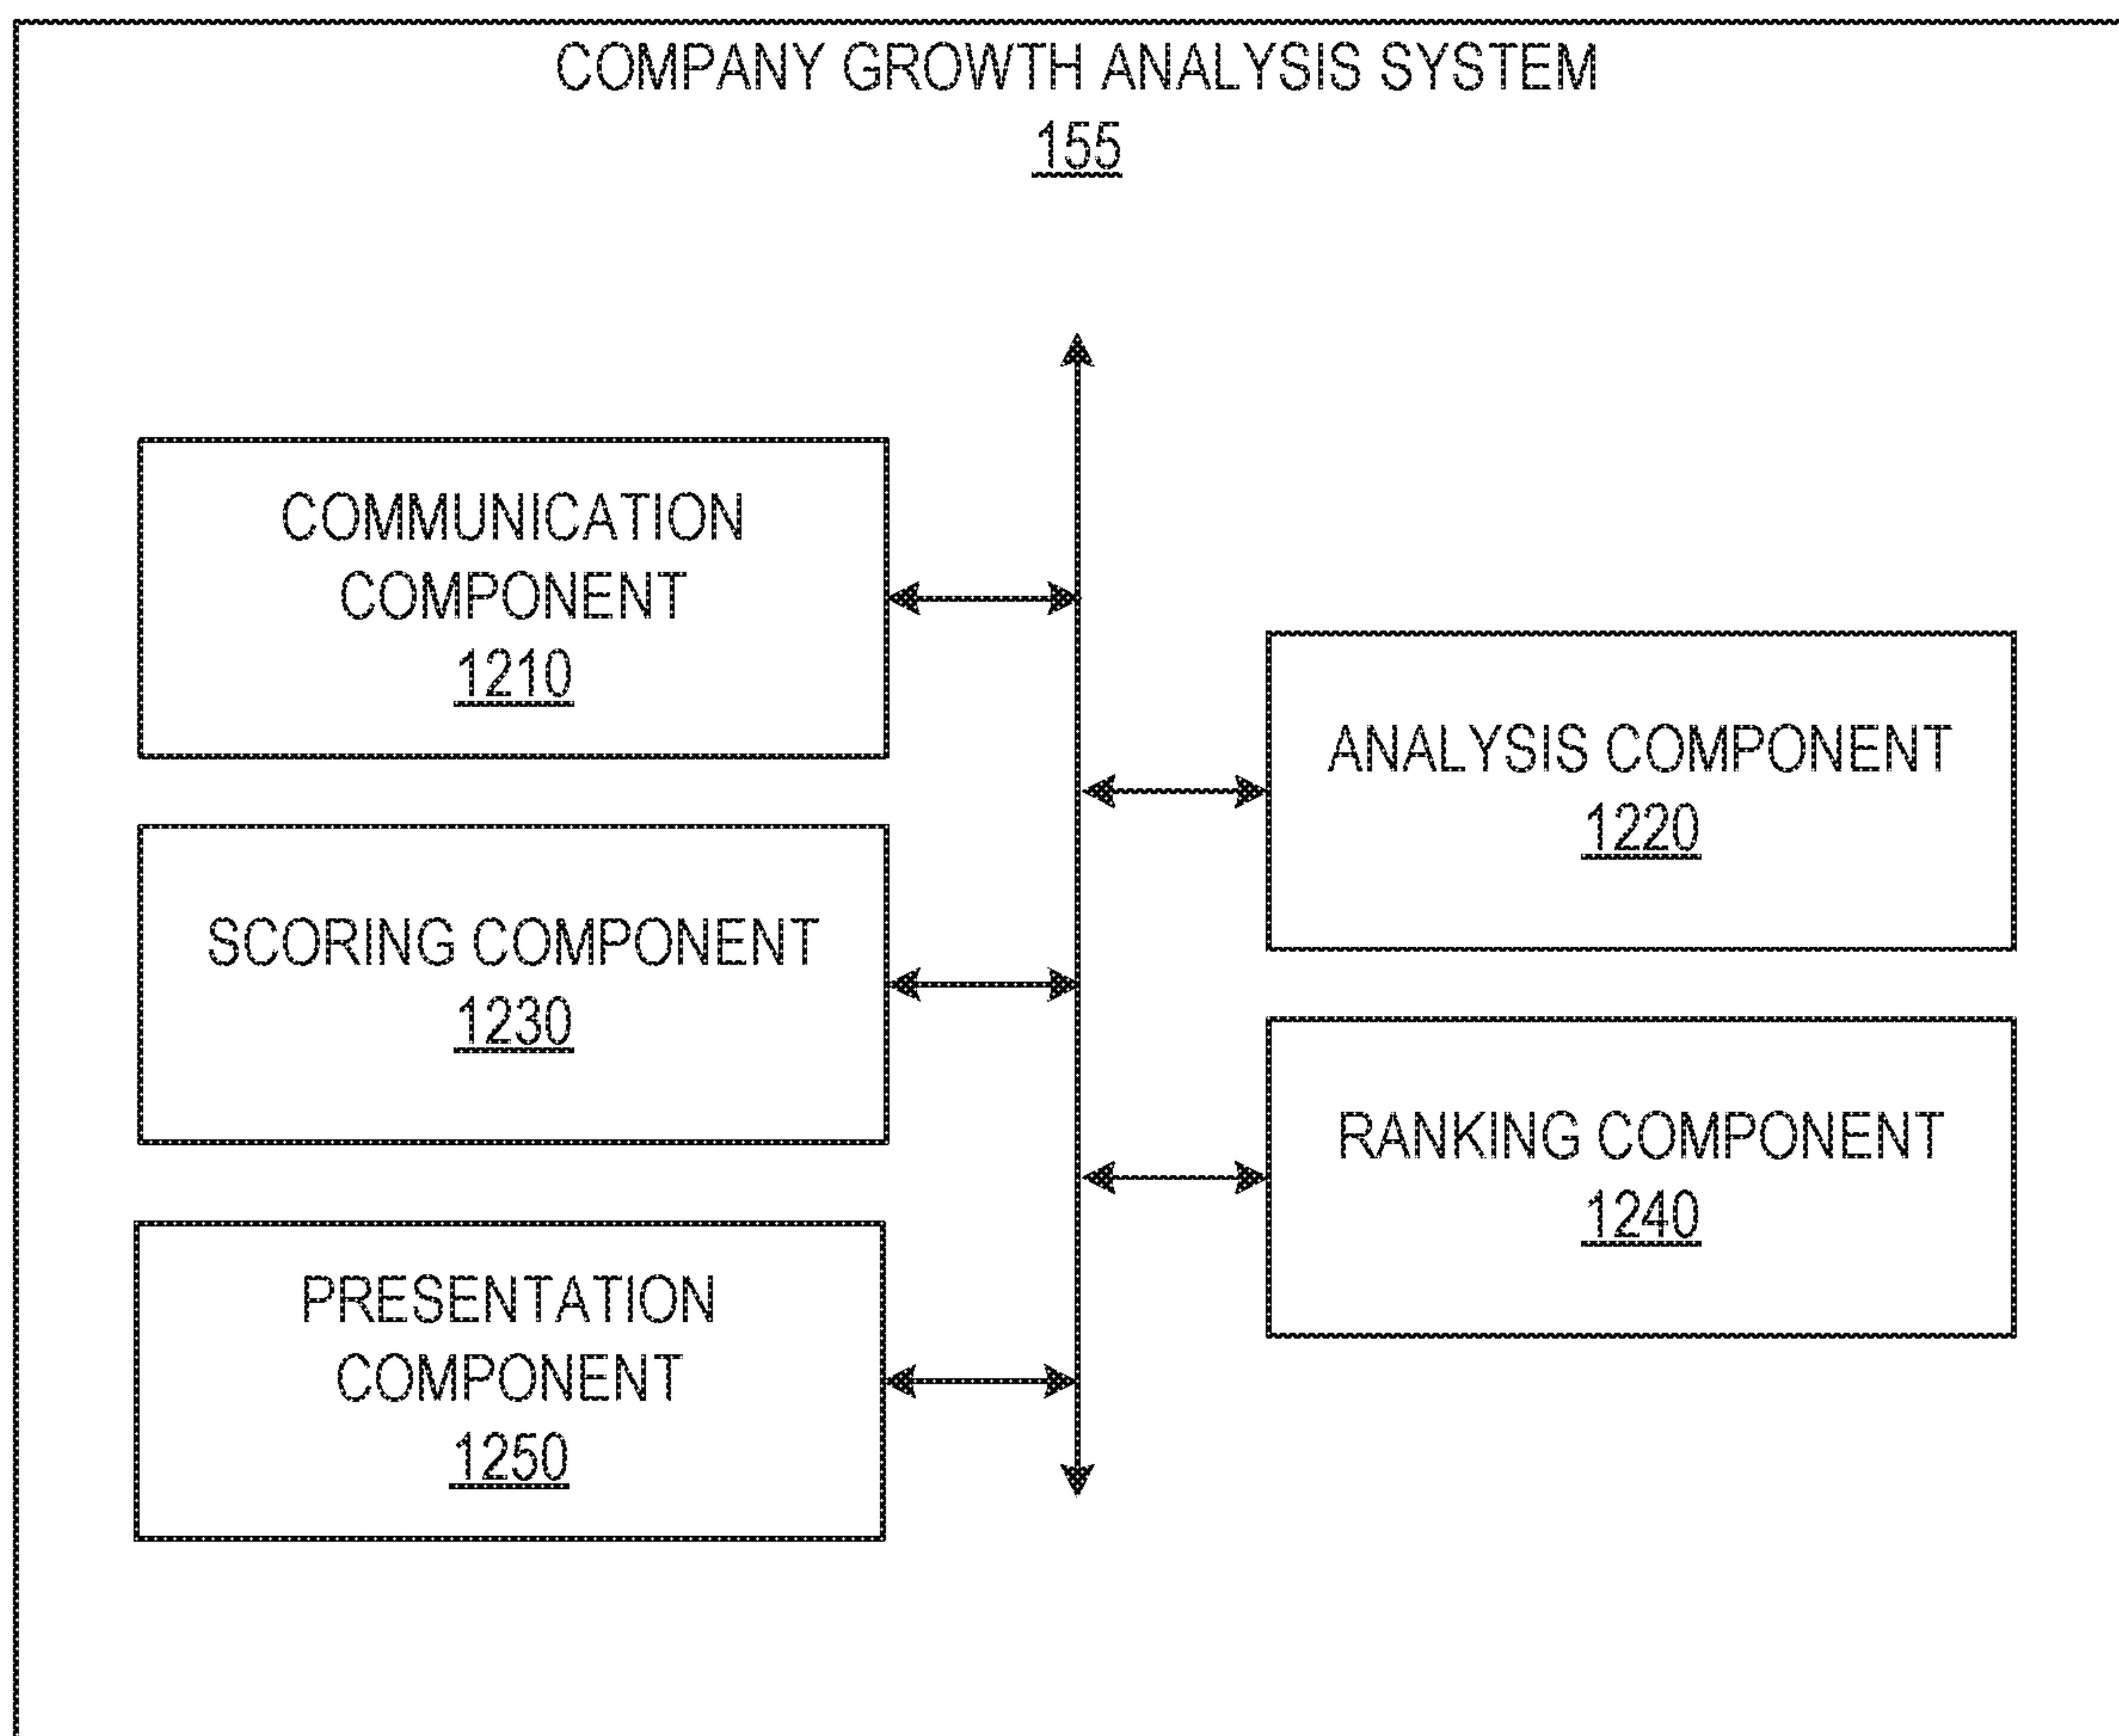 COMPANY GROWTH ANALYSIS SYSTEM
155
COMMUNICATION
COMPONENT
1210
ANALYSIS COMPONENT
1220
SCORING COMPONENT
1230
RANKING COMPONENT
1240
PRESENTATION
COMPONENT
1250